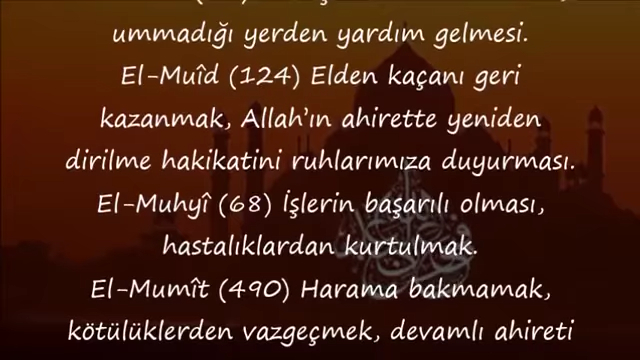 ummadığı yerden yardım gelmesi.
El-Muîd (124) Elden kaçanı geri
kazanmak, Allah'ın ahirette yeniden
dirilme hakikatini ruhlarımıza duyurması.
El-Muhyî (68) İşlerin başarılı olması,
hastalıklardan kurtulmak.
El-Mumît (490) Harama bakmamak,
kötülüklerden vazgeçmek, devamlı ahireti